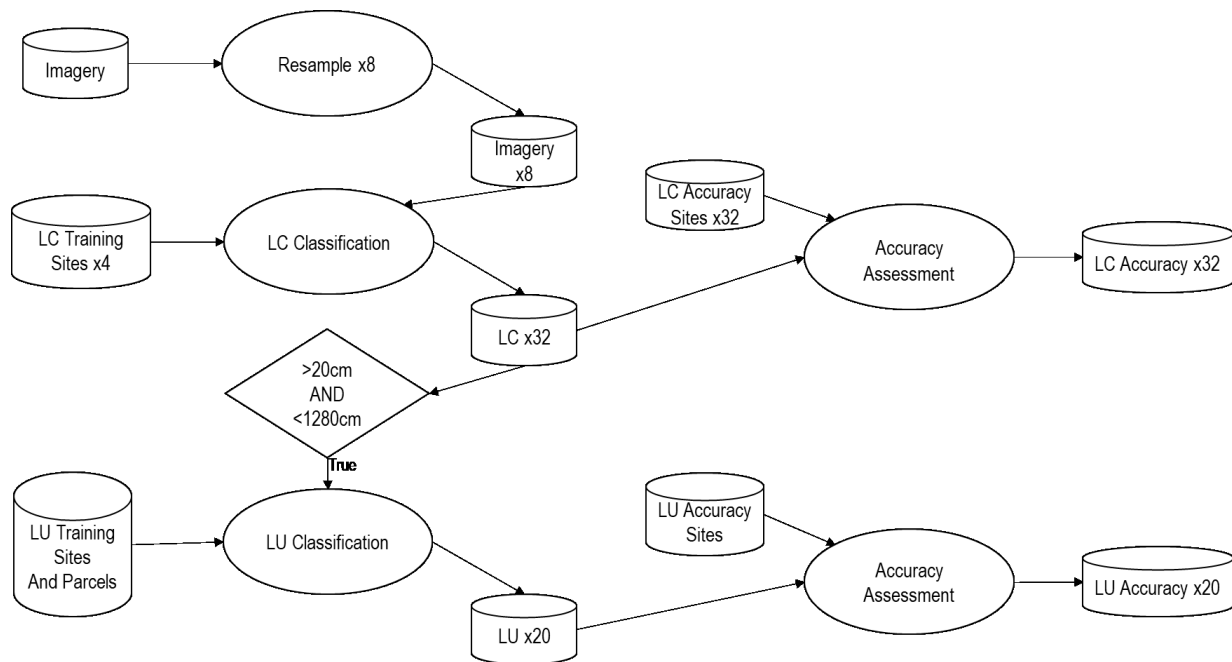 Imagery
Resample x8
Imagery
x8
LC Training
Sites x4
LC Classification
LC Accuracy
Sites x32
Accuracy
Assessment
LC Accuracy x32
LC x32
>20cm
AND
<1280cm
True
LU Training
Sites
And Parcels
LU Classification
LU Accuracy
Sites
Accuracy
Assessment
LU Accuracy x20
LU x20